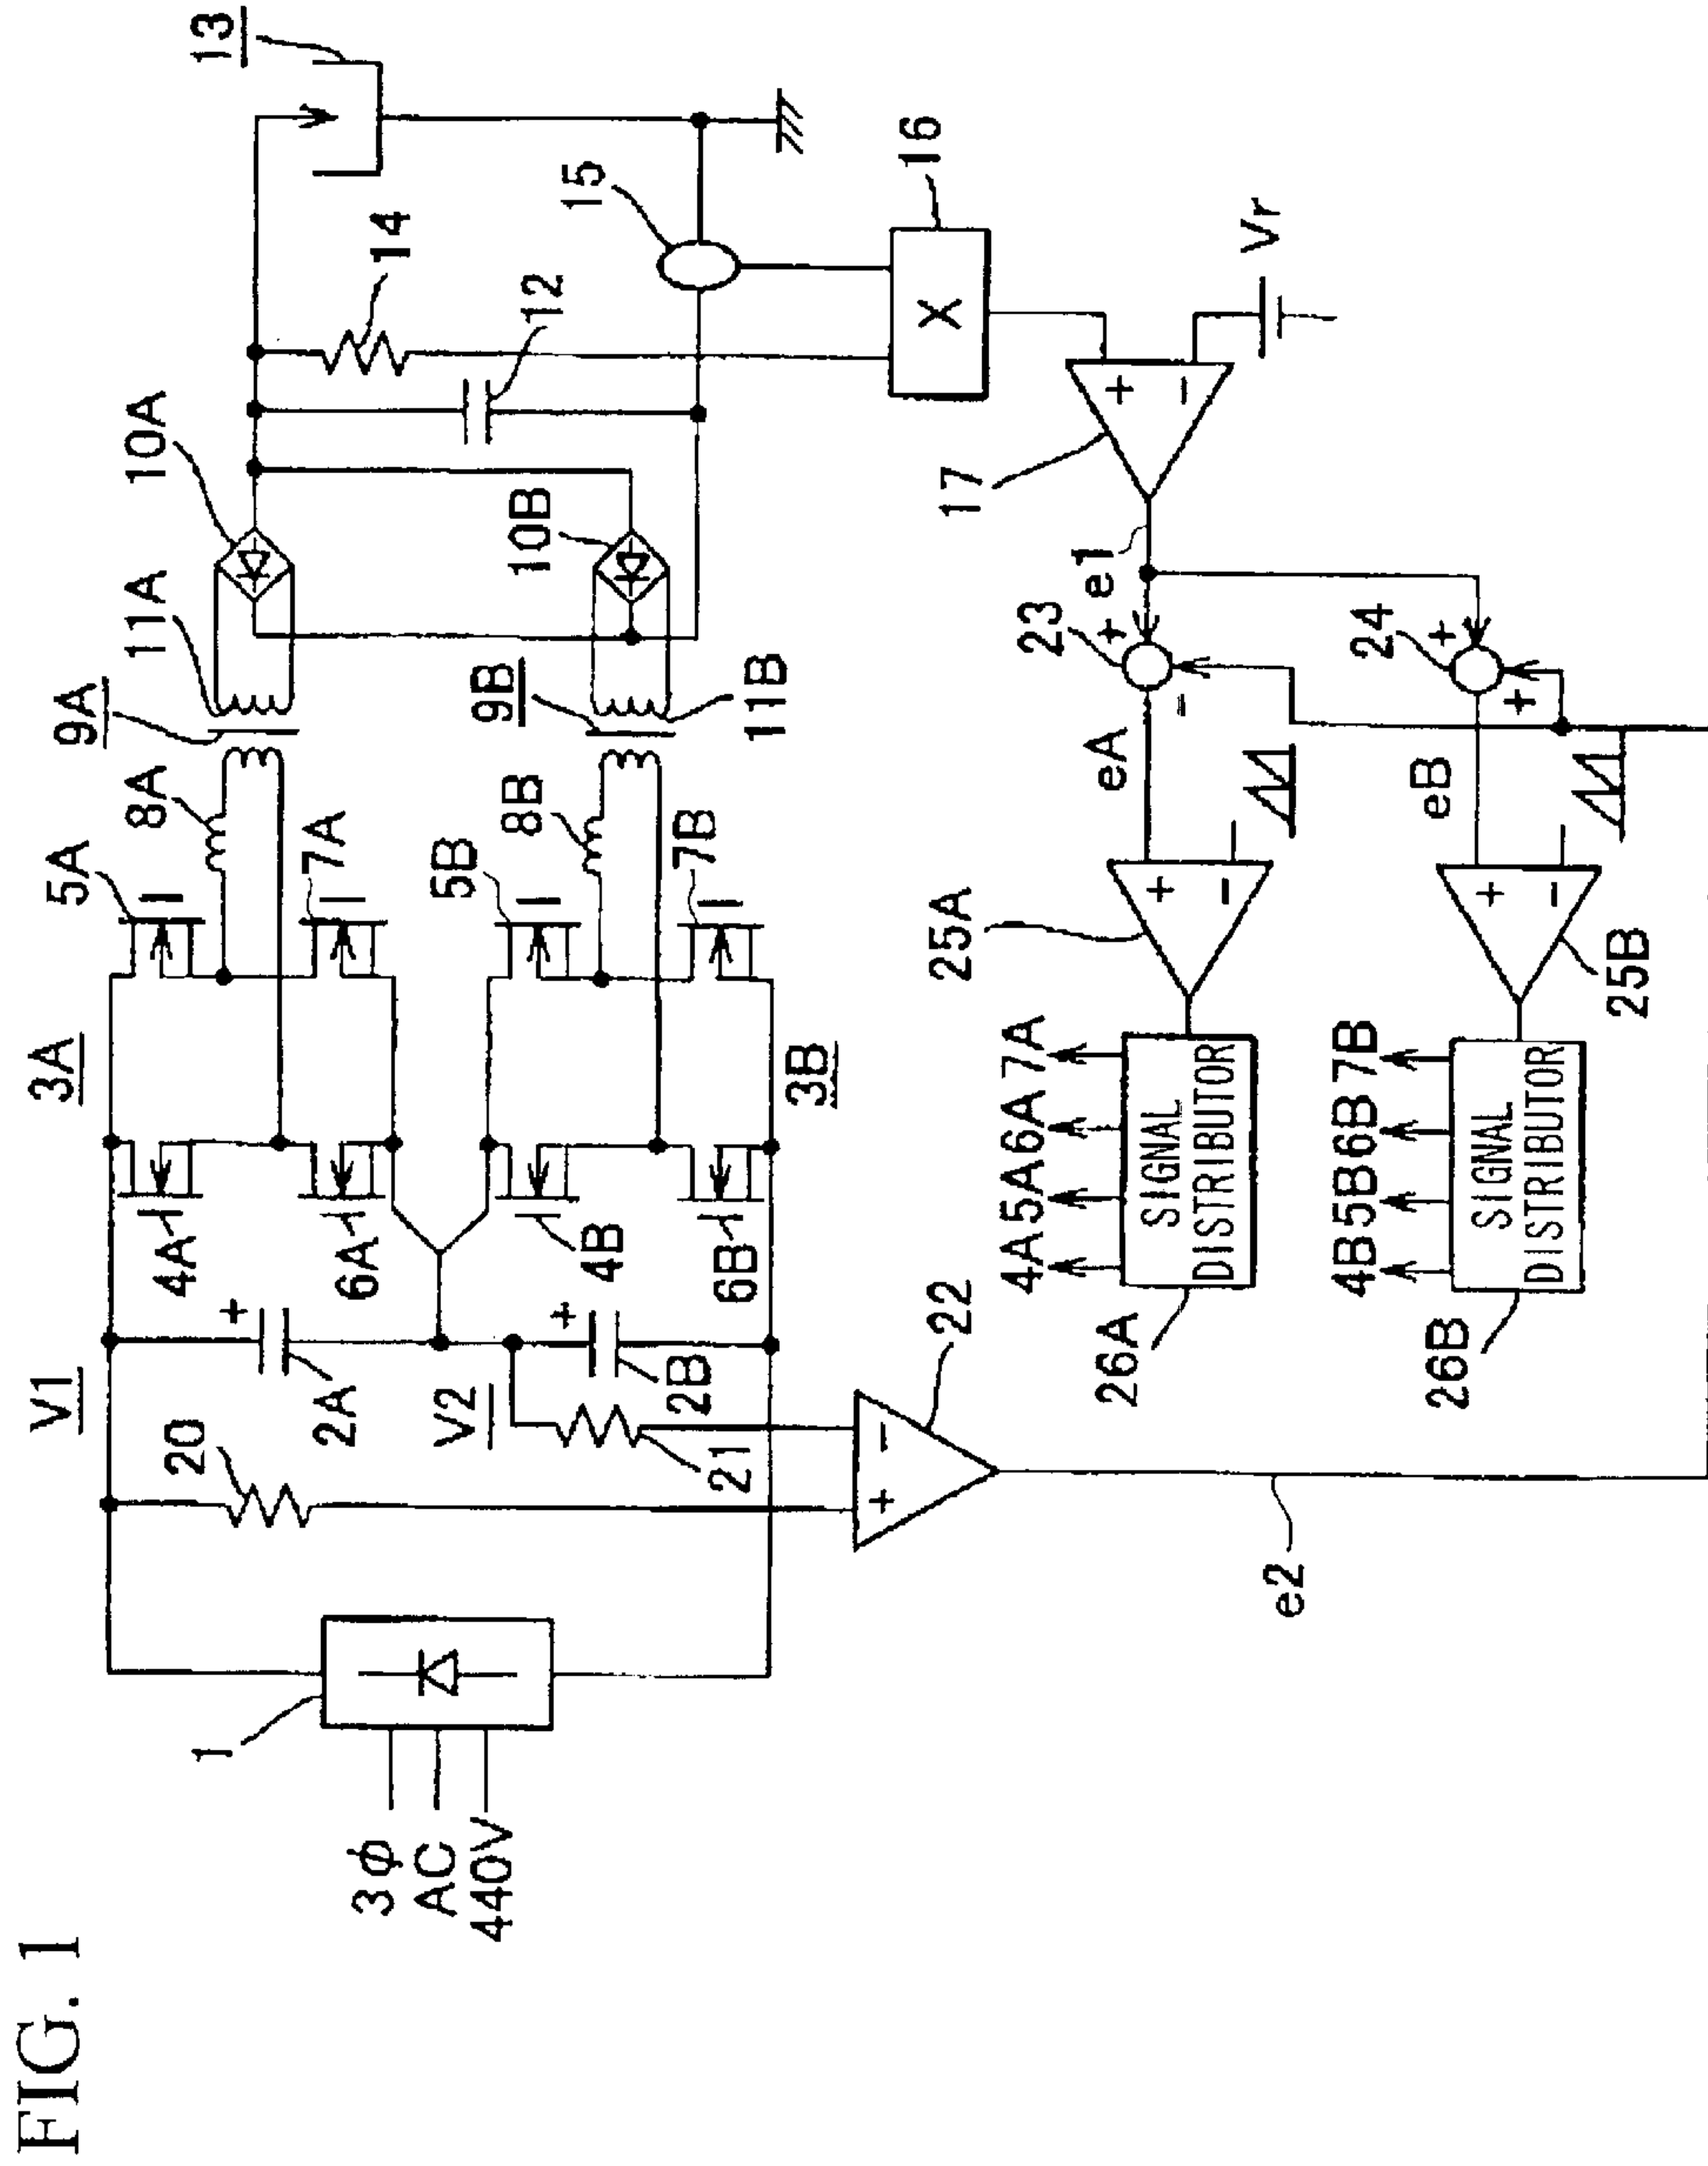 FIG. 1
3φ
AC
440V
1
V1
20
2A
+
V2
21
2B
+
3A
4A
5A
6A
7A
3B
4B
5B
6B
7B
8A
8B
9A
9B
11A
11B
10A
10B
12
14
13
15
16
X
Vr
17
+
−
e1
22
+
−
e2
23
+
−
eA
24
+
+
eB
25A
+
−
25B
+
−
4A 5A 6A 7A
SIGNAL
DISTRIBUTOR
26A
4B 5B 6B 7B
SIGNAL
DISTRIBUTOR
26B